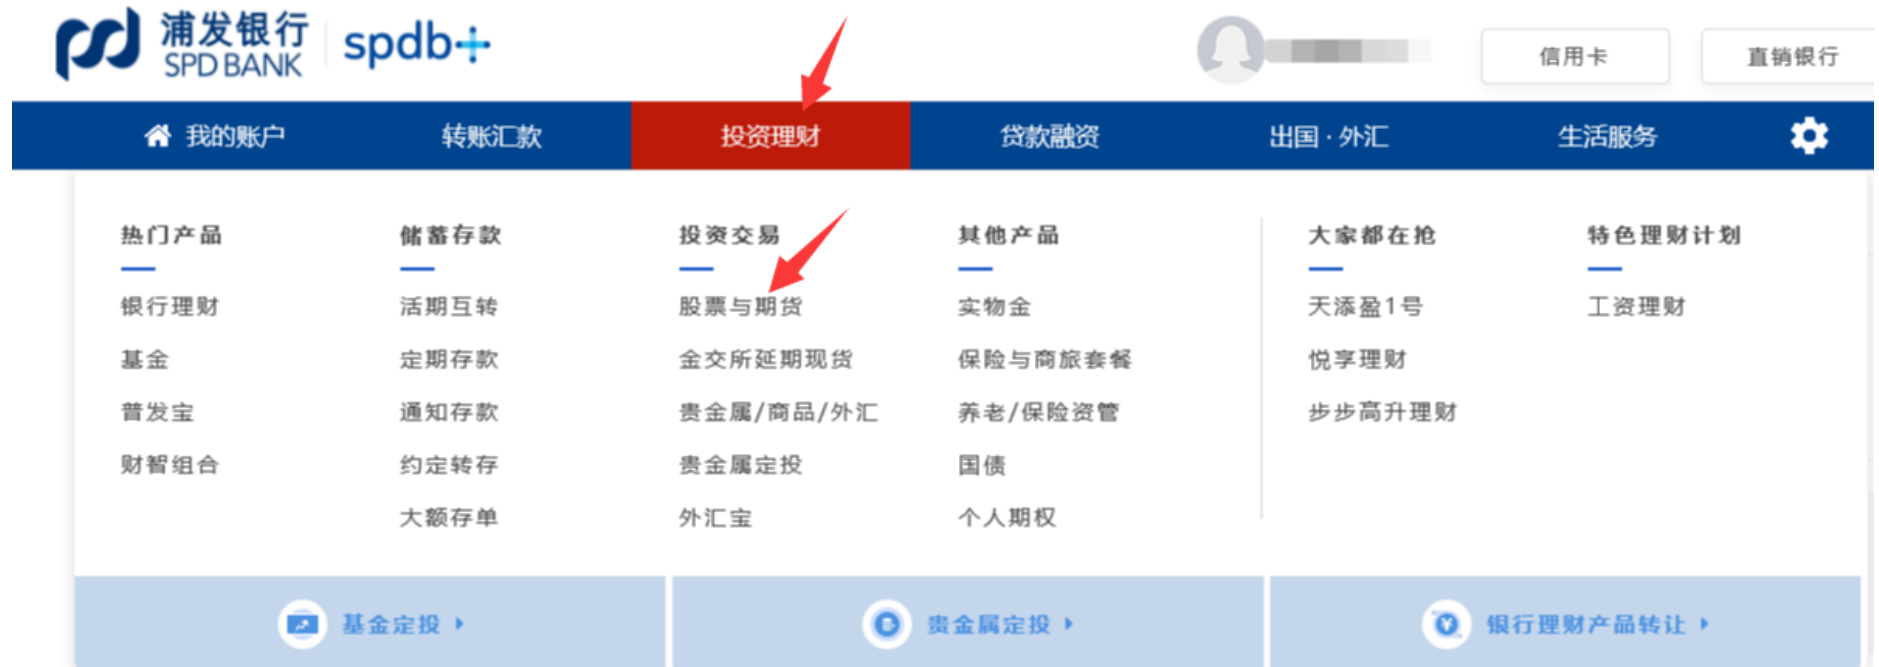 浦发银行
SPD BANK
spdb+
信用卡
直销银行
我的账户
转账汇款
投资理财
贷款融资
出国·外汇
生活服务
热门产品
银行理财
基金
普发宝
财智组合
储蓄存款
活期互转
定期存款
通知存款
约定转存
大额存单
投资交易
股票与期货
金交所延期现货
贵金属/商品/外汇
贵金属定投
外汇宝
其他产品
实物金
保险与商旅套餐
养老/保险资管
国债
个人期权
大家都在抢
天添盈1号
悦享理财
步步高升理财
特色理财计划
工资理财
基金定投
贵金属定投
银行理财产品转让